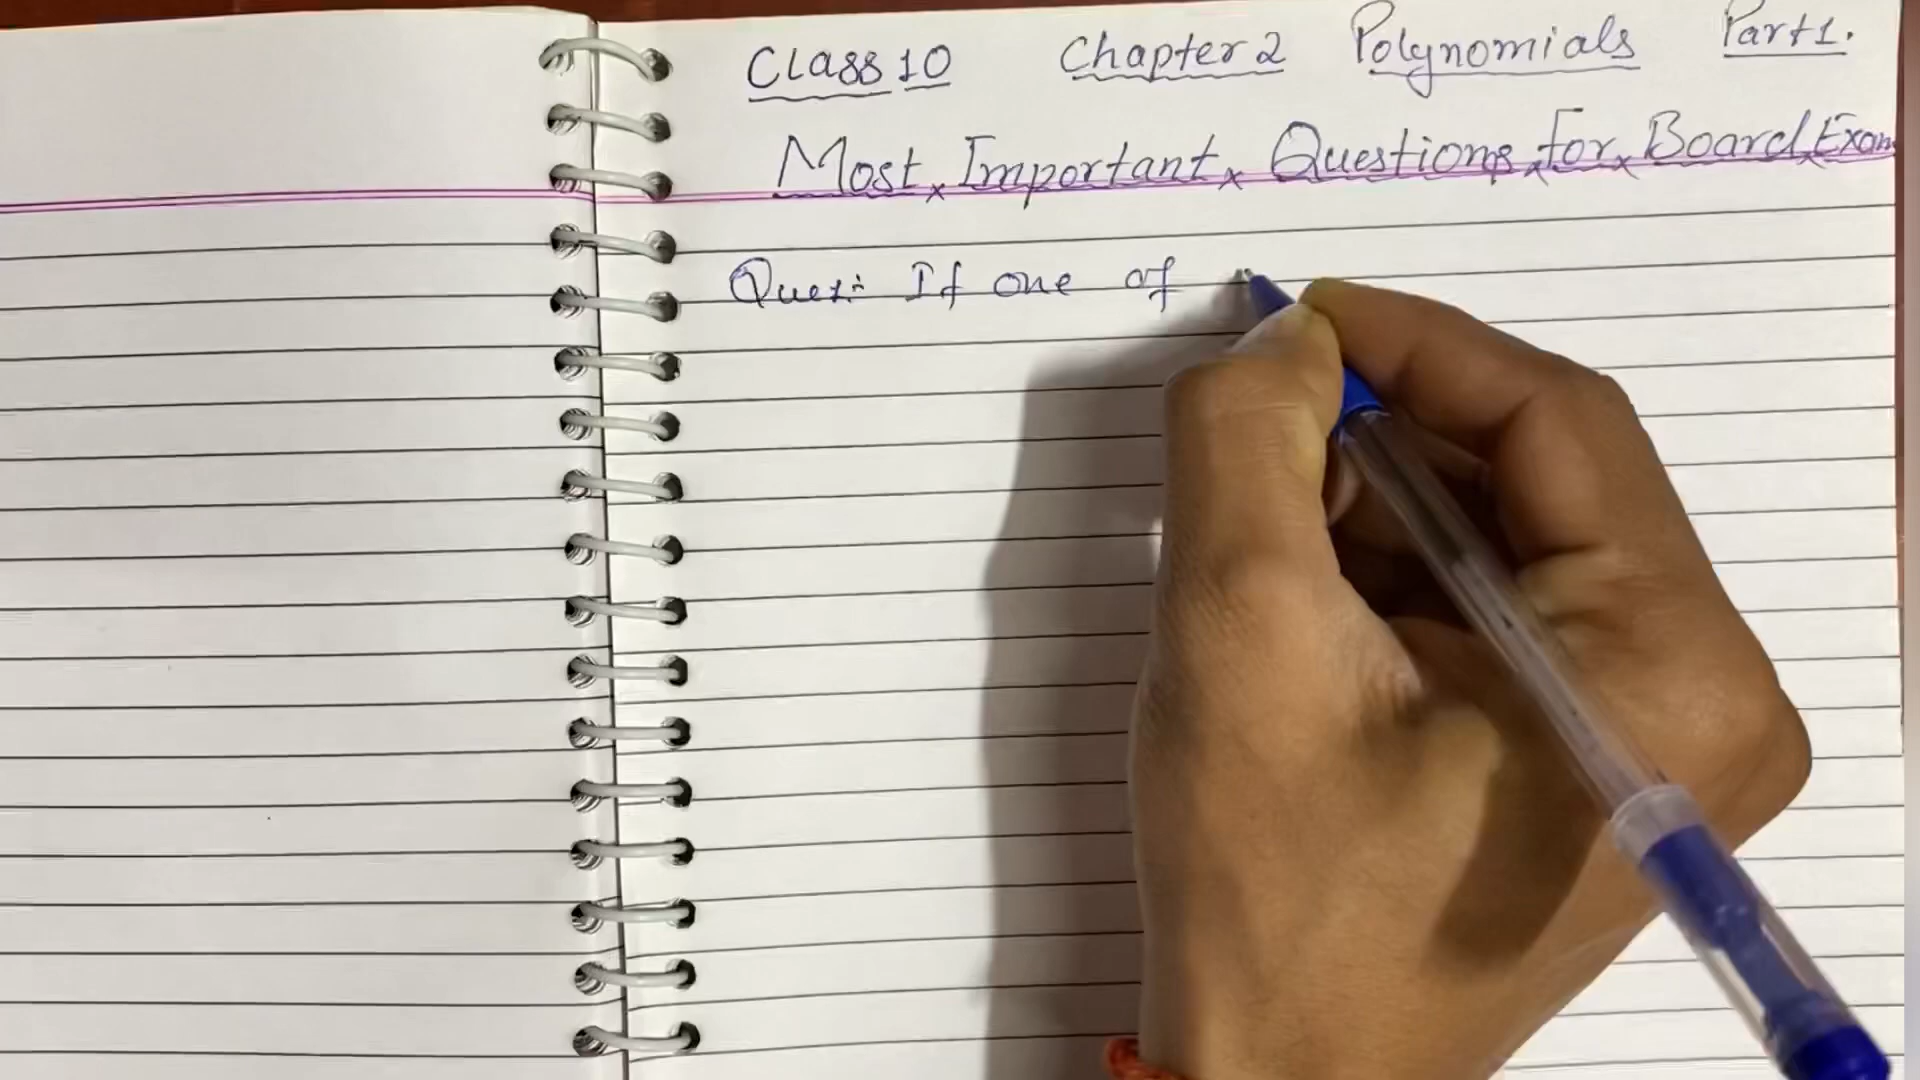 Class 10 Chapter 2 Polynomials Part 1.
Most Important Questions for Board Exam
Ques:- If one of